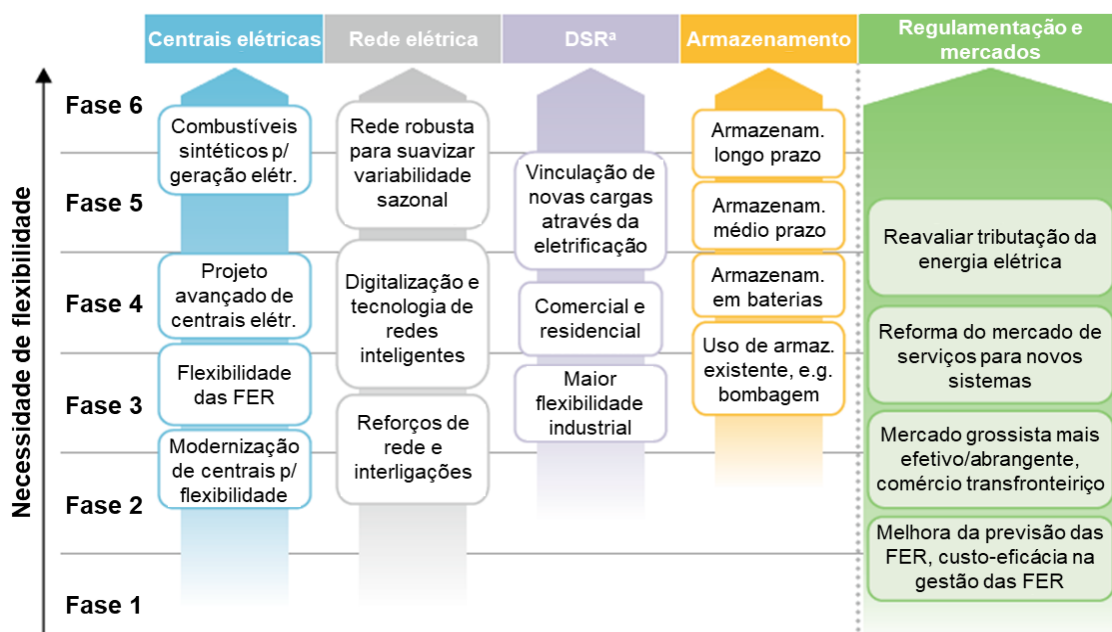 Centrais elétricas
Rede elétrica
DSRª
Armazenamento
Regulamentação e
mercados
Necessidade de flexibilidade
Fase 6
Fase 5
Fase 4
Fase 3
Fase 2
Fase 1
Combustíveis
sintéticos p/
geração elétr.
Projeto
avançado de
centrais elétr.
Flexibilidade
das FER
Modernização
de centrais p/
flexibilidade
Rede robusta
para suavizar
variabilidade
sazonal
Digitalização e
tecnologia de
redes
inteligentes
Reforços de
rede e
interligações
Vinculação de
novas cargas
através da
eletrificação
Comercial e
residencial
Maior
flexibilidade
industrial
Armazenam.
longo prazo
Armazenam.
médio prazo
Armazenam.
em baterias
Uso de armaz.
existente, e.g.
bombagem
Reavaliar tributação da
energia elétrica
Reforma do mercado de
serviços para novos
sistemas
Mercado grossista mais
efetivo/abrangente,
comércio transfronteiriço
Melhora da previsão das
FER, custo-eficácia na
gestão das FER